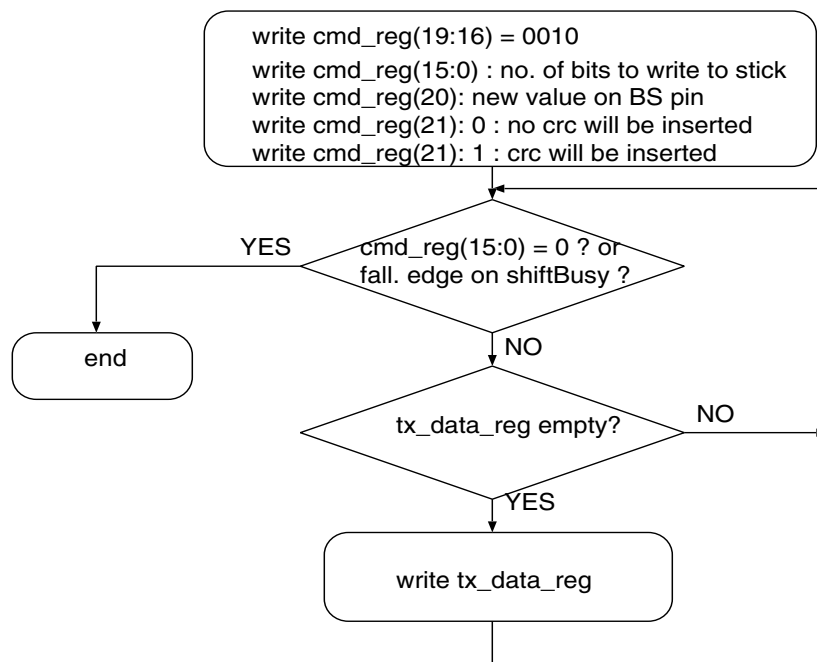 write cmd_reg(19:16) = 0010
write cmd_reg(15:0) : no. of bits to write to stick
write cmd_reg(20): new value on BS pin
write cmd_reg(21): 0 : no crc will be inserted
write cmd_reg(21): 1 : crc will be inserted
YES
cmd_reg(15:0) = 0 ? or
fall. edge on shiftBusy ?
end
NO
tx_data_reg empty?
NO
YES
write tx_data_reg